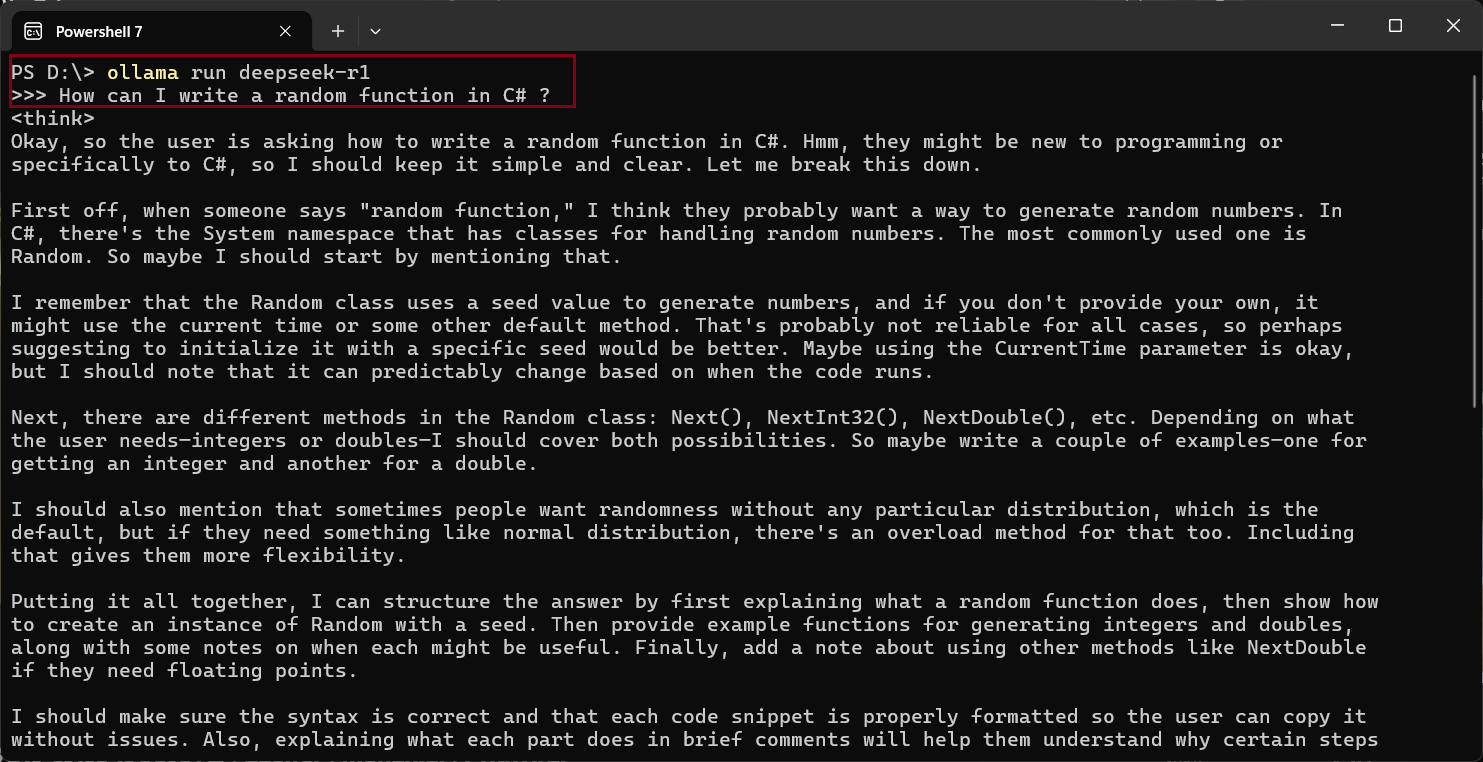 Powershell 7
PS D:\> ollama run deepseek-r1
>>> How can I write a random function in C# ?
<think>
Okay, so the user is asking how to write a random function in C#. Hmm, they might be new to programming or
specifically to C#, so I should keep it simple and clear. Let me break this down.
First off, when someone says "random function," I think they probably want a way to generate random numbers. In
C#, there's the System namespace that has classes for handling random numbers. The most commonly used one is
Random. So maybe I should start by mentioning that.
I remember that the Random class uses a seed value to generate numbers, and if you don't provide your own, it
might use the current time or some other default method. That's probably not reliable for all cases, so perhaps
suggesting to initialize it with a specific seed would be better. Maybe using the CurrentTime parameter is okay,
but I should note that it can predictably change based on when the code runs.
Next, there are different methods in the Random class: Next(), NextInt32(), NextDouble(), etc. Depending on what
the user needs—integers or doubles—I should cover both possibilities. So maybe write a couple of examples—one for
getting an integer and another for a double.
I should also mention that sometimes people want randomness without any particular distribution, which is the
default, but if they need something like normal distribution, there's an overload method for that too. Including
that gives them more flexibility.
Putting it all together, I can structure the answer by first explaining what a random function does, then show how
to create an instance of Random with a seed. Then provide example functions for generating integers and doubles,
along with some notes on when each might be useful. Finally, add a note about using other methods like NextDouble
if they need floating points.
I should make sure the syntax is correct and that each code snippet is properly formatted so the user can copy it
without issues. Also, explaining what each part does in brief comments will help them understand why certain steps